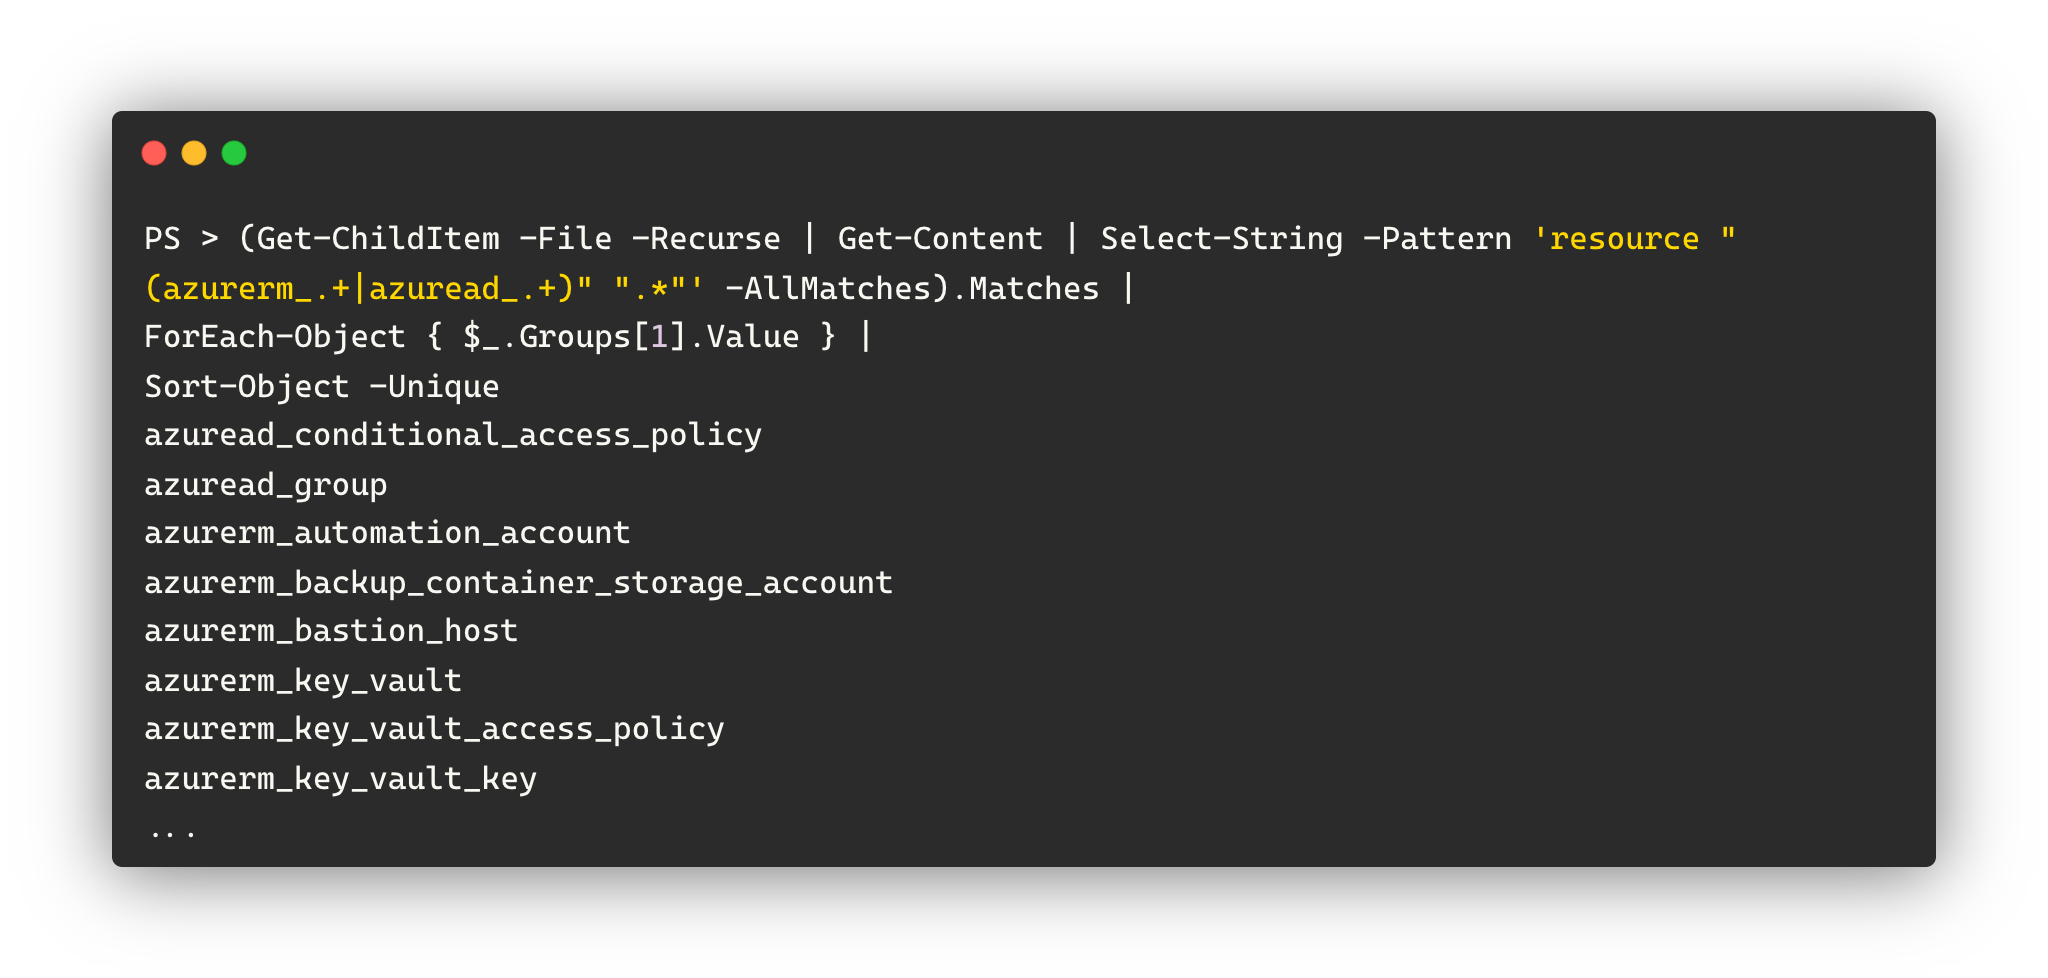 PS > (Get-ChildItem -File -Recurse | Get-Content | Select-String -Pattern 'resource "
(azurerm_.+|azuread_.+)" ".*"' -AllMatches).Matches |
ForEach-Object { $_.Groups[1].Value } |
Sort-Object -Unique
azuread_conditional_access_policy
azuread_group
azurerm_automation_account
azurerm_backup_container_storage_account
azurerm_bastion_host
azurerm_key_vault
azurerm_key_vault_access_policy
azurerm_key_vault_key
...